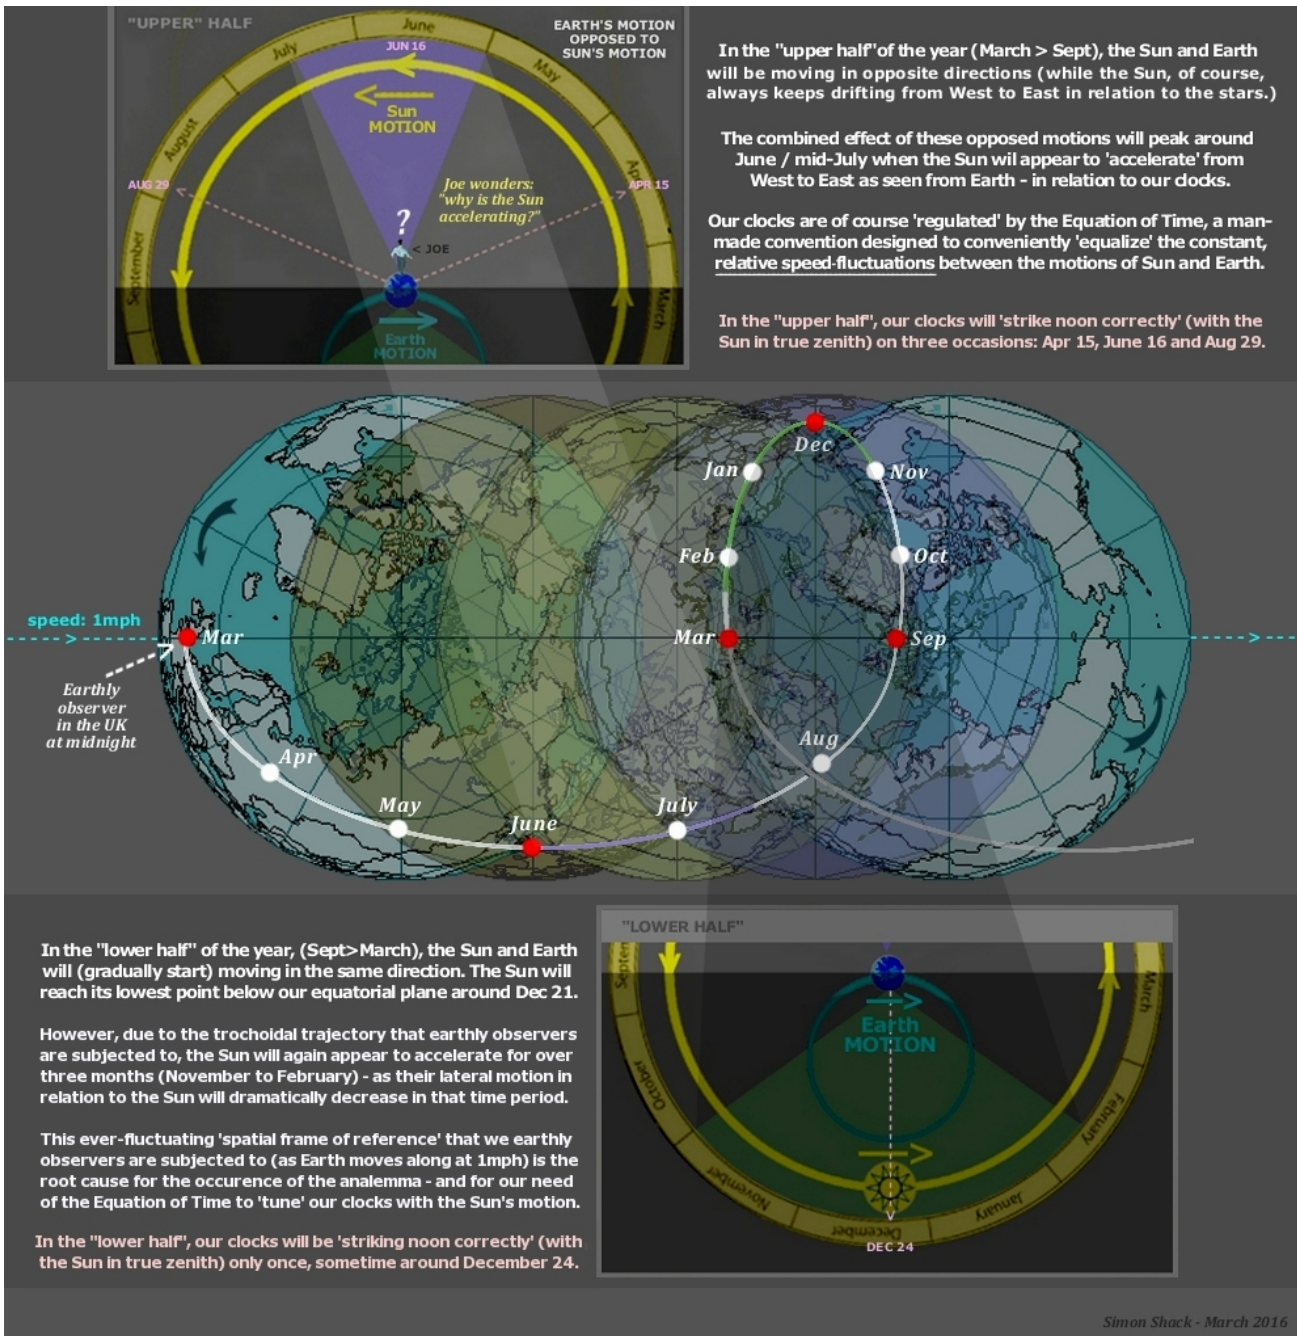 "UPPER" HALF
EARTH'S MOTION
OPPOSED TO
SUN'S MOTION
June
July
JUN 16
May
August
Sun
MOTION
AUG 29
Apr
APR 15
Joe wonders:
"why is the Sun
accelerating?"
?
< JOE
September
March
Earth
MOTION
In the "upper half"of the year (March > Sept), the Sun and Earth
will be moving in opposite directions (while the Sun, of course,
always keeps drifting from West to East in relation to the stars.)
The combined effect of these opposed motions will peak around
June / mid-July when the Sun wil appear to 'accelerate' from
West to East as seen from Earth - in relation to our clocks.
Our clocks are of course 'regulated' by the Equation of Time, a man-
made convention designed to conveniently 'equalize' the constant,
relative speed-fluctuations between the motions of Sun and Earth.
In the "upper half", our clocks will 'strike noon correctly' (with the
Sun in true zenith) on three occasions: Apr 15, June 16 and Aug 29.
Dec
Jan
Nov
Feb
Oct
speed: 1mph
Mar
Mar
Sep
Earthly
observer
in the UK
at midnight
Apr
Aug
May
July
June
In the "lower half" of the year, (Sept>March), the Sun and Earth
will (gradually start) moving in the same direction. The Sun will
reach its lowest point below our equatorial plane around Dec 21.
However, due to the trochoidal trajectory that earthly observers
are subjected to, the Sun will again appear to accelerate for over
three months (November to February) - as their lateral motion in
relation to the Sun will dramatically decrease in that time period.
This ever-fluctuating 'spatial frame of reference' that we earthly
observers are subjected to (as Earth moves along at 1mph) is the
root cause for the occurence of the analemma - and for our need
of the Equation of Time to 'tune' our clocks with the Sun's motion.
In the "lower half", our clocks will be 'striking noon correctly' (with
the Sun in true zenith) only once, sometime around December 24.
"LOWER HALF"
Septem
March
Earth
MOTION
October
February
November
January
December
DEC 24
Simon Shack - March 2016